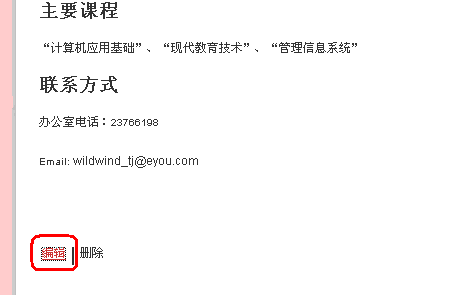 主要课程
“计算机应用基础”、“现代教育技术”、“管理信息系统”
联系方式
办公室电话：23766198
Email: wildwind_tj@eyou.com
编辑 | 删除